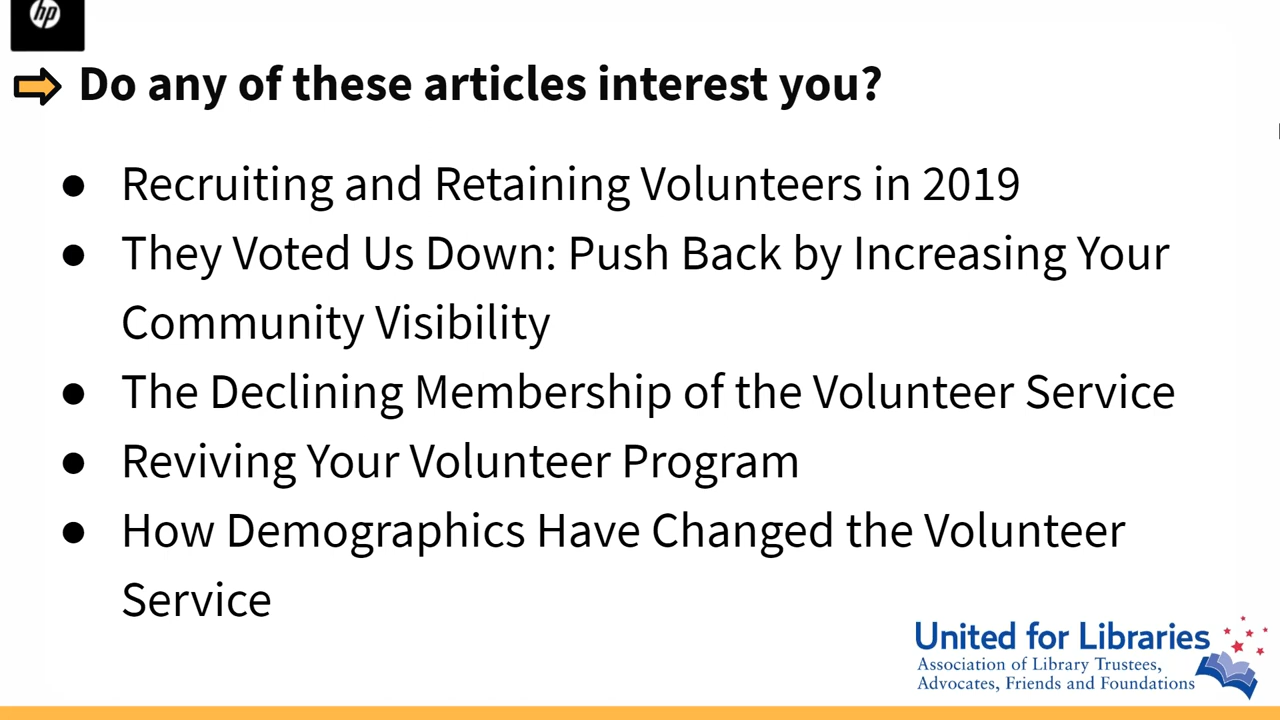 hp
Do any of these articles interest you?
● Recruiting and Retaining Volunteers in 2019
● They Voted Us Down: Push Back by Increasing Your
Community Visibility
● The Declining Membership of the Volunteer Service
● Reviving Your Volunteer Program
● How Demographics Have Changed the Volunteer
Service
United for Libraries
Association of Library Trustees,
Advocates, Friends and Foundations